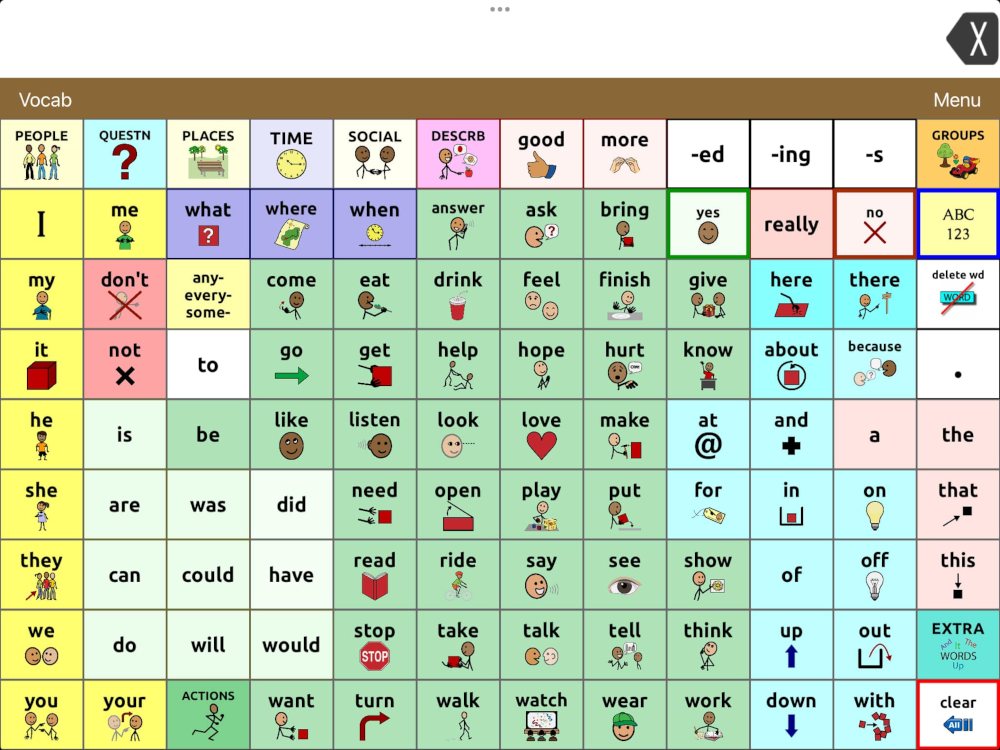 X
Vocab Menu
PEOPLE QUESTN PLACES TIME SOCIAL DESCRB good more -ed -ing -s GROUPS
?
I me what where when answer ask bring yes really no ABC
123
? ?
my don't any- come eat drink feel finish give here there delete wd
every-
some-
WORD
it not to go get help hope hurt know about because .
he is be like listen look love make at and a the
@
she are was did need open play put for in on that
they can could have read ride say see show of off this
we do will would stop take talk tell think up out EXTRA
STOP
And It The
WORDS
Up
you your ACTIONS want turn walk watch wear work down with clear
All